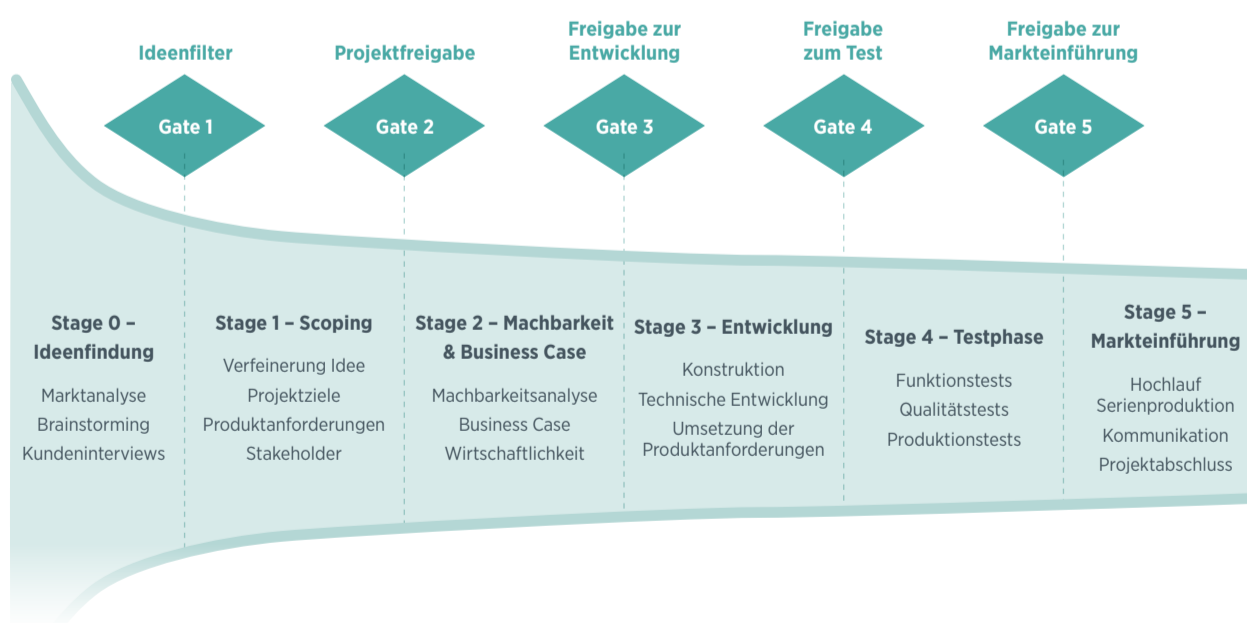 Ideenfilter
Projektfreigabe
Freigabe zur
Entwicklung
Freigabe
zum Test
Freigabe zur
Markteinführung
Gate 1
Gate 2
Gate 3
Gate 4
Gate 5
Stage 0 –
Ideenfindung
Marktanalyse
Brainstorming
Kundeninterviews
Stage 1 – Scoping
Verfeinerung Idee
Projektziele
Produktanforderungen
Stakeholder
Stage 2 – Machbarkeit
& Business Case
Machbarkeitsanalyse
Business Case
Wirtschaftlichkeit
Stage 3 – Entwicklung
Konstruktion
Technische Entwicklung
Umsetzung der
Produktanforderungen
Stage 4 – Testphase
Funktionstests
Qualitätstests
Produktionstests
Stage 5 –
Markteinführung
Hochlauf
Serienproduktion
Kommunikation
Projektabschluss